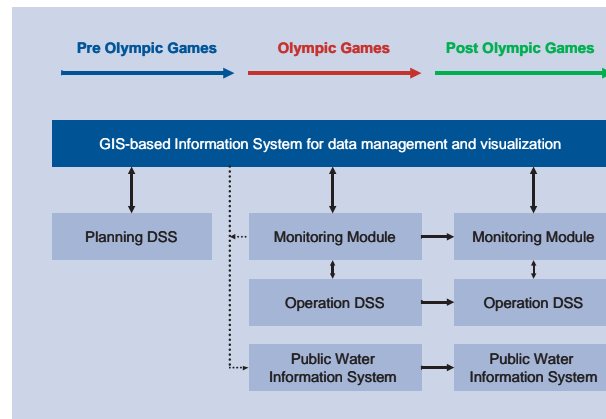 Pre Olympic Games
Olympic Games
Post Olympic Games
GIS-based Information System for data management and visualization
Planning DSS
Monitoring Module
Monitoring Module
Operation DSS
Operation DSS
Public Water
Information System
Public Water
Information System